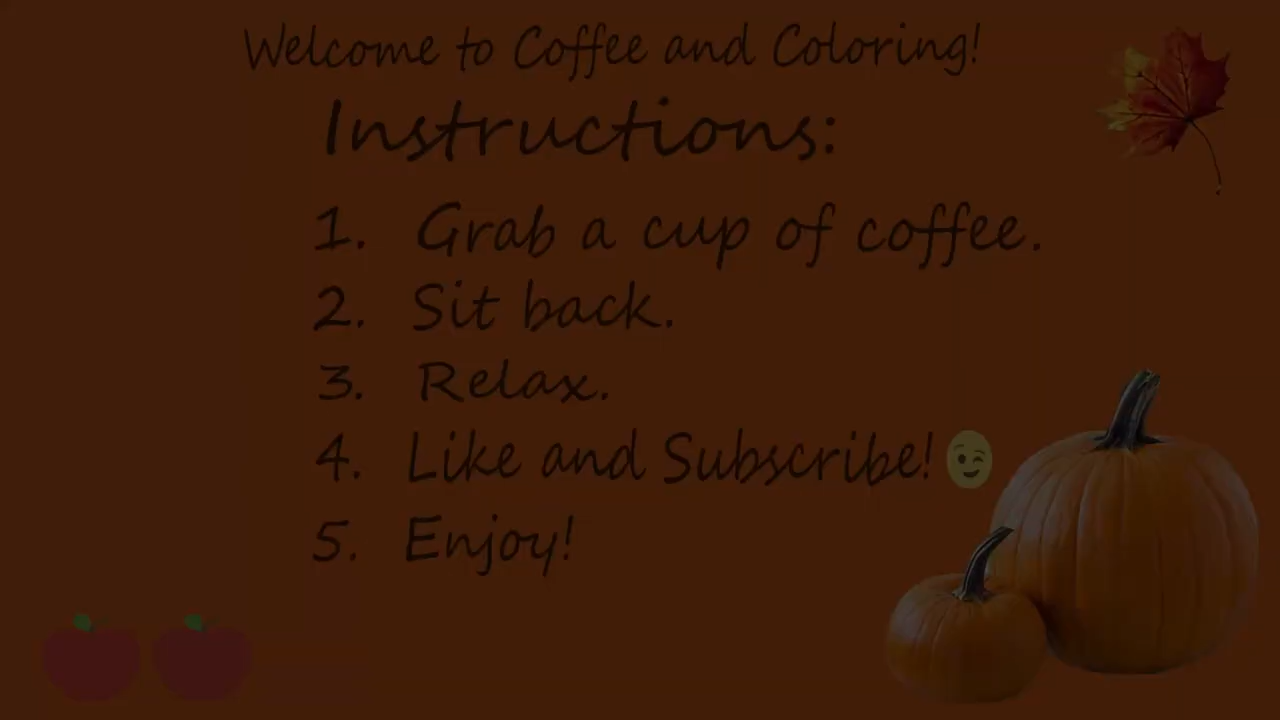 Welcome to Coffee and Coloring!
Instructions:
1. Grab a cup of coffee.
2. Sit back.
3. Relax.
4. Like and Subscribe!😉
5. Enjoy!